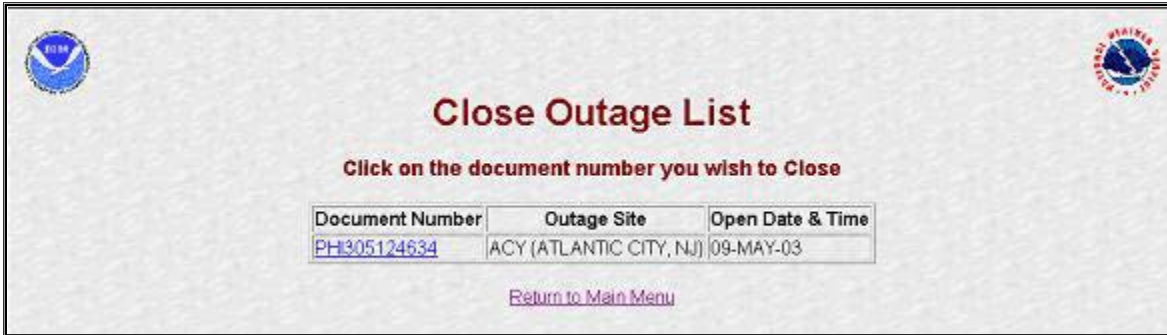 Close Outage List
Click on the document number you wish to Close
Document Number Outage Site Open Date & Time
PHI305124634 ACY (ATLANTIC CITY, NJ) 09-MAY-03
Return to Main Menu